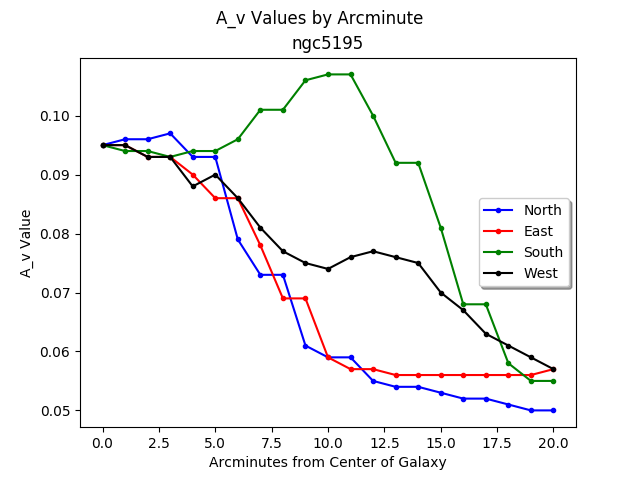 A_v Values by Arcminute
ngc5195
A_v Value
0.10
0.09
0.08
0.07
0.06
0.05
North
East
South
West
0.0 2.5 5.0 7.5 10.0 12.5 15.0 17.5 20.0
Arcminutes from Center of Galaxy